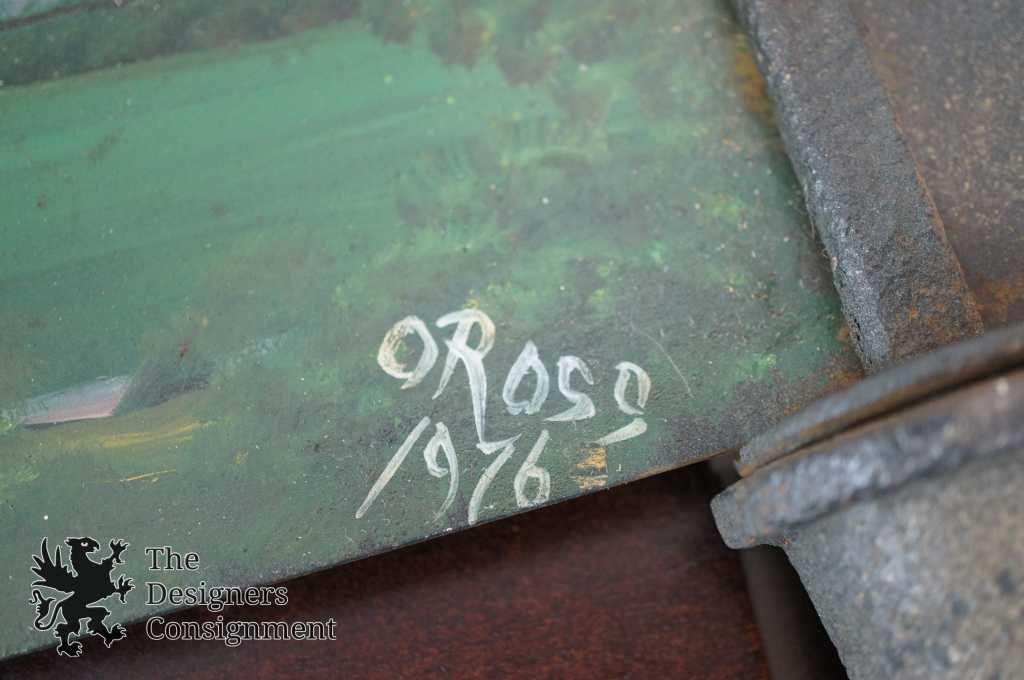 OROSO
1976
The
Designers
Consignment